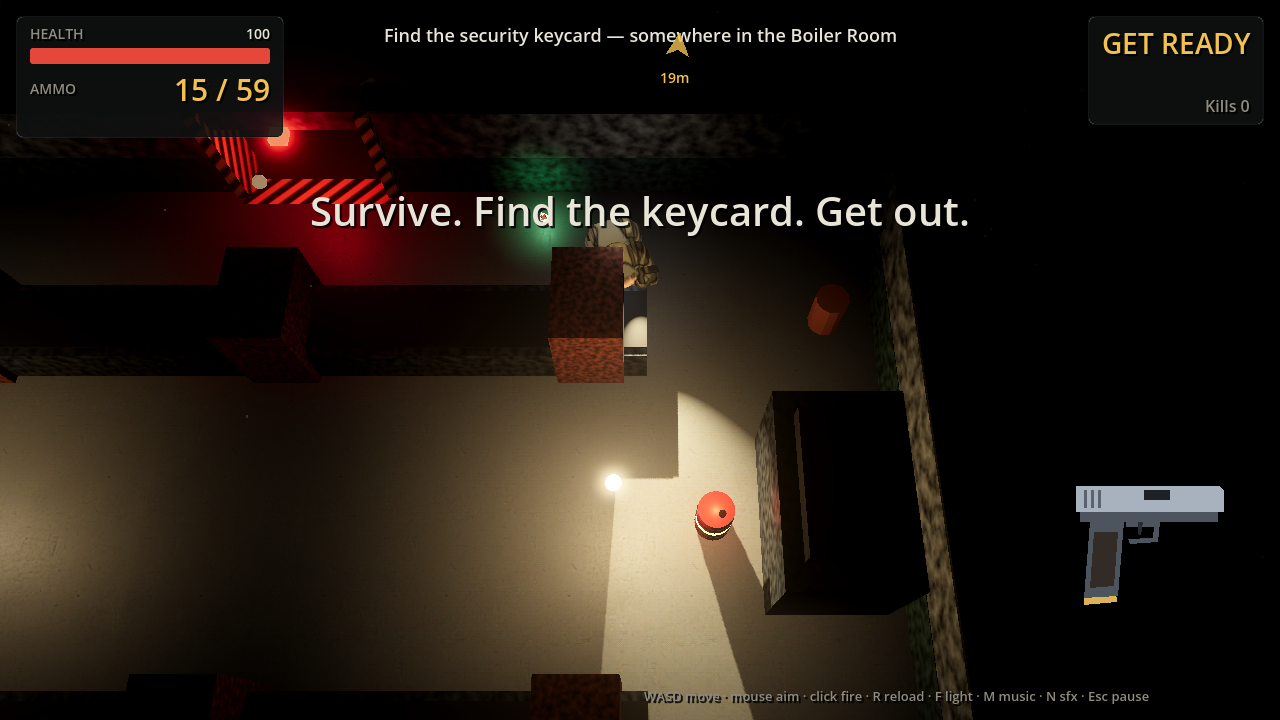 HEALTH 100
AMMO 15 / 59
Find the security keycard — somewhere in the Boiler Room
19m
GET READY
Kills 0
Survive. Find the keycard. Get out.
WASD move · mouse aim · click fire · R reload · F light · M music · N sfx · Esc pause